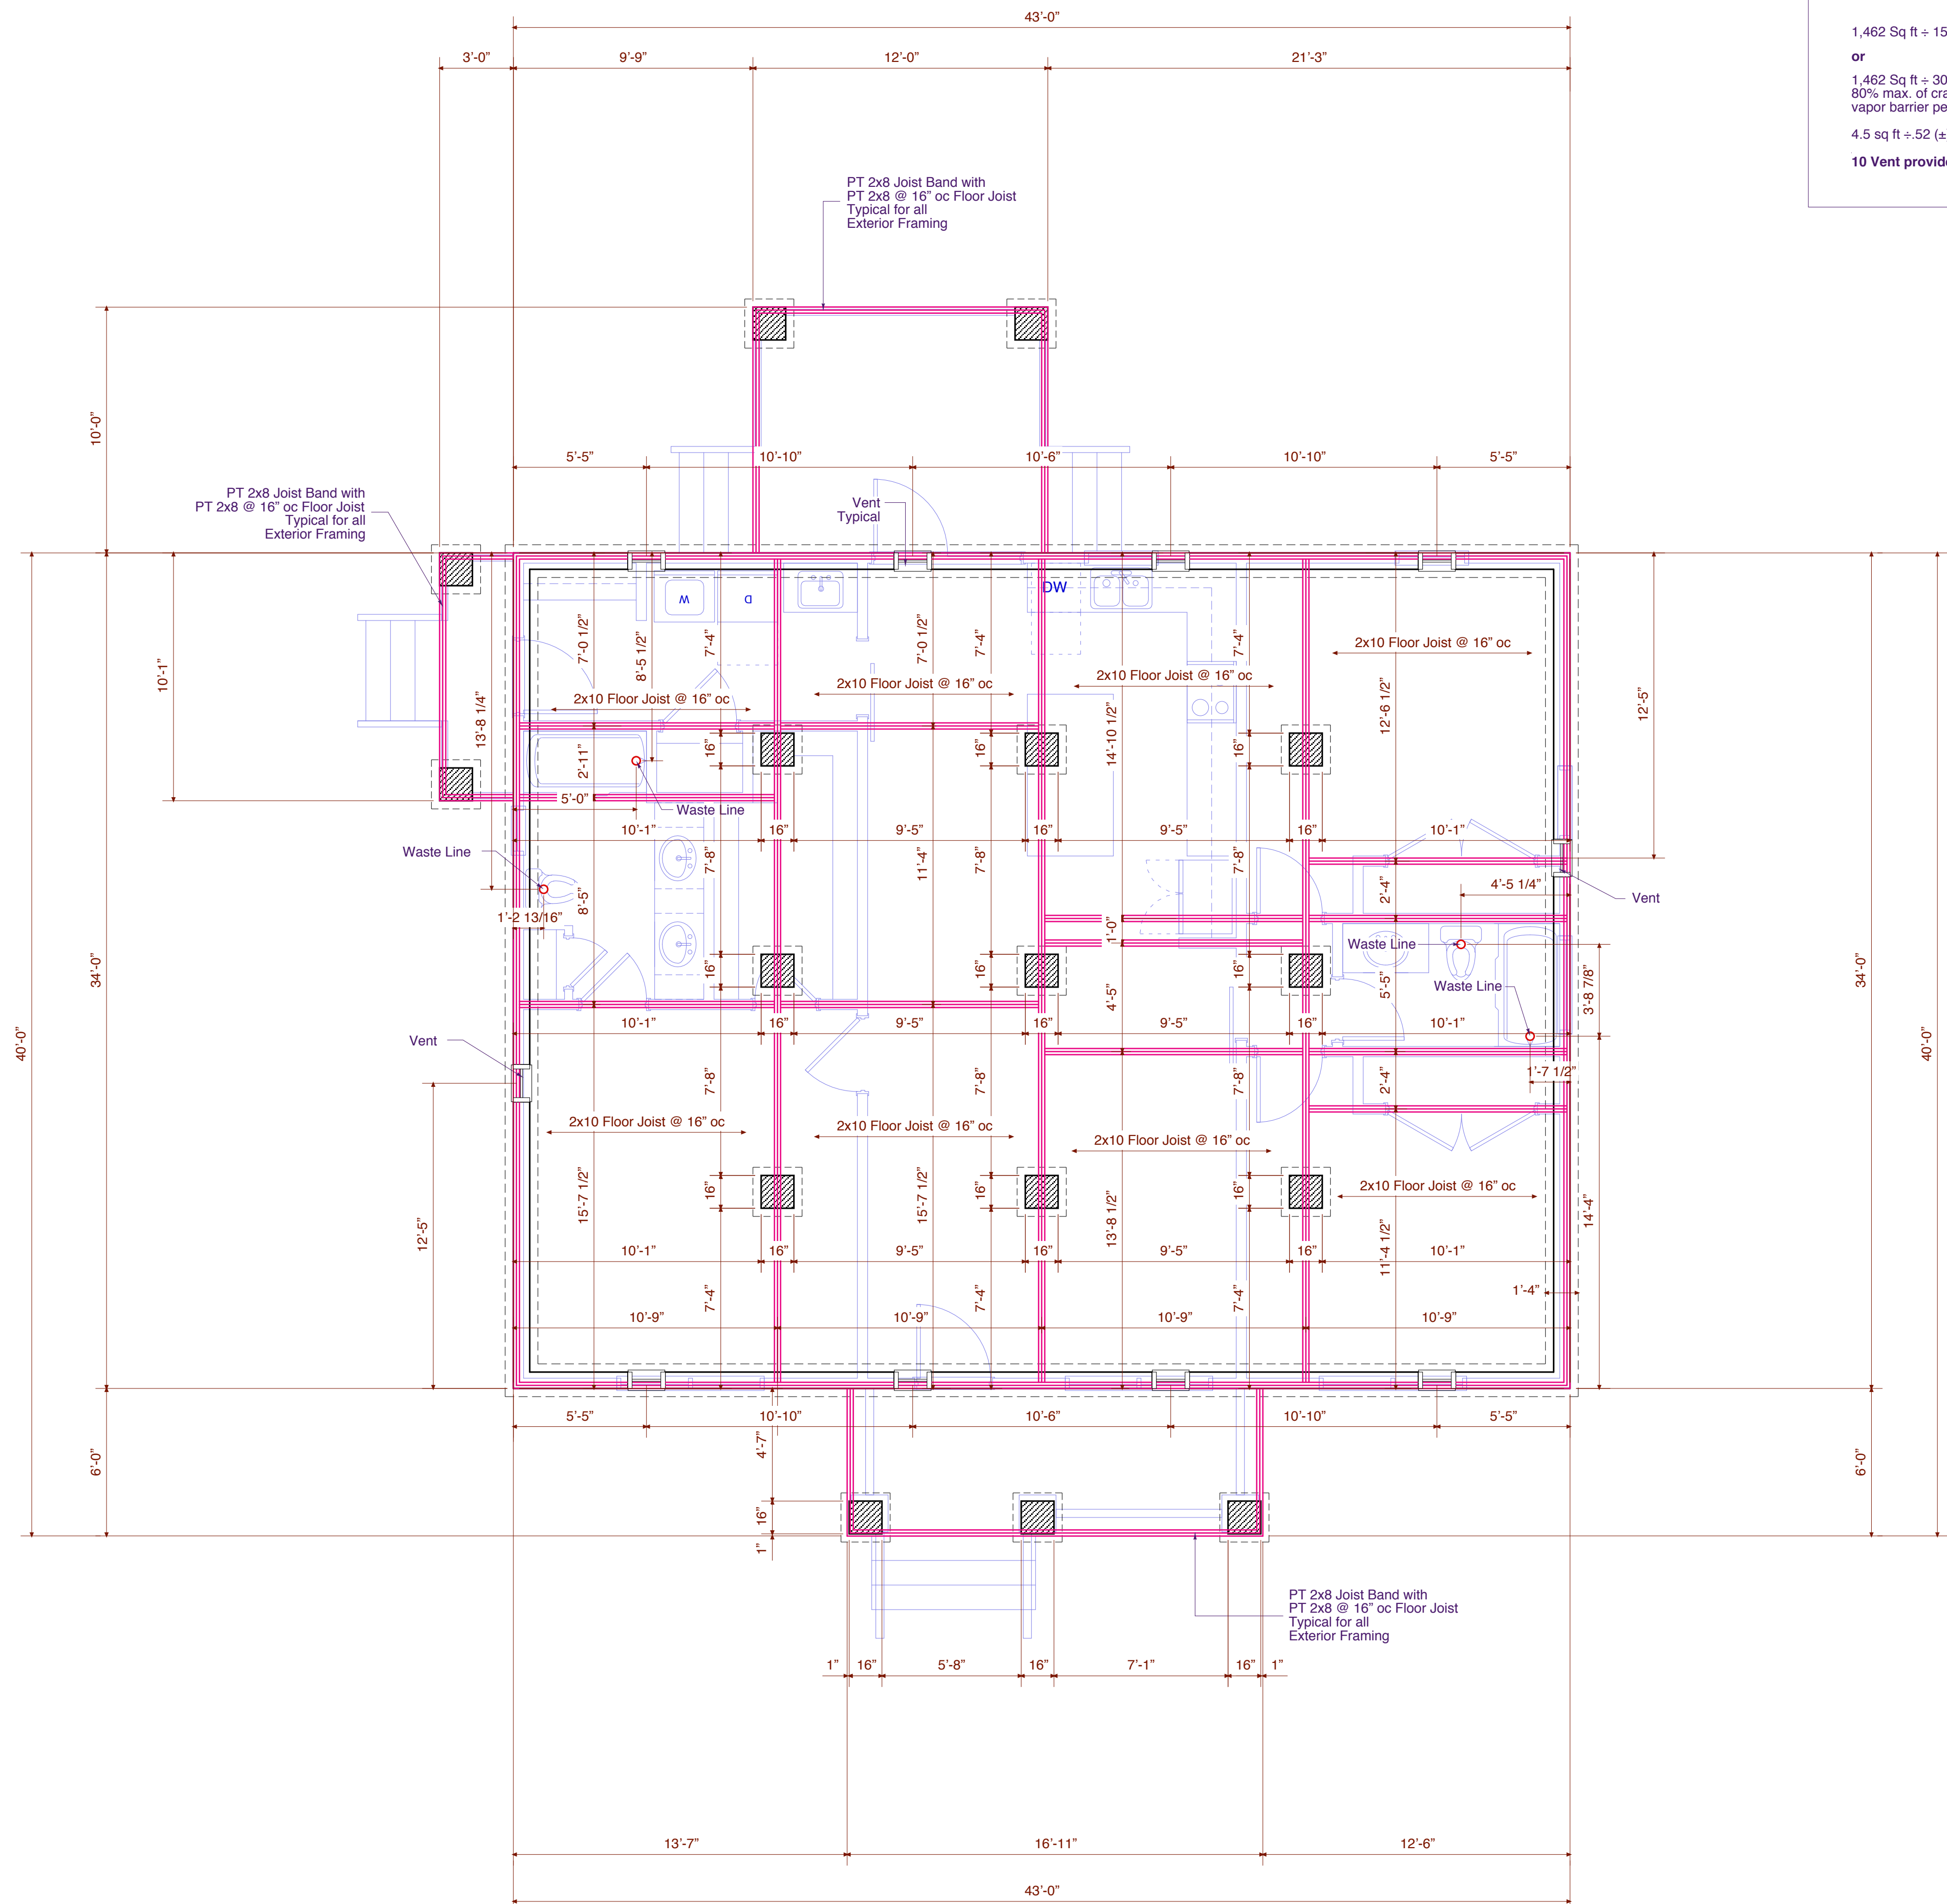 43’-0”
3’-0”
9’-9”
12’-0”
21’-3”
1,462 Sq ft ÷ 15
or
1,462 Sq ft ÷ 30
80% max. of cra
vapor barrier pe
4.5 sq ft ÷.52 (±
10 Vent provide
PT 2x8 Joist Band with
PT 2x8 @ 16” oc Floor Joist
Typical for all
Exterior Framing
10’-0”
5’-5”
10’-10”
10’-6”
10’-10”
5’-5”
PT 2x8 Joist Band with
PT 2x8 @ 16” oc Floor Joist
Typical for all
Exterior Framing
Vent
Typical
W
D
DW
10’-1”
13’-8 1/4”
7’-0 1/2”
8’-5 1/2”
7’-4”
7’-0 1/2”
7’-4”
14’-10 1/2”
7’-4”
12’-6 1/2”
12’-5”
2x10 Floor Joist @ 16” oc
2x10 Floor Joist @ 16” oc
2x10 Floor Joist @ 16” oc
2x10 Floor Joist @ 16” oc
2’-11”
16”
16”
16”
5’-0”
Waste Line
10’-1”
16”
9’-5”
16”
9’-5”
16”
10’-1”
Waste Line
1’-2 13/16”
8’-5”
7’-8”
11’-4”
7’-8”
7’-8”
2’-4”
4’-5 1/4”
Vent
1’-0”
Waste Line
Waste Line
34’-0”
40’-0”
16”
16”
4’-5”
16”
5’-5”
3’-8 7/8”
34’-0”
40’-0”
10’-1”
16”
9’-5”
16”
9’-5”
16”
10’-1”
Vent
7’-8”
7’-8”
7’-8”
2’-4”
1’-7 1/2”
2x10 Floor Joist @ 16” oc
2x10 Floor Joist @ 16” oc
2x10 Floor Joist @ 16” oc
2x10 Floor Joist @ 16” oc
12’-5”
15’-7 1/2”
16”
15’-7 1/2”
16”
13’-8 1/2”
16”
11’-4 1/2”
14’-4”
10’-1”
16”
9’-5”
16”
9’-5”
16”
10’-1”
7’-4”
7’-4”
7’-4”
1’-4”
10’-9”
10’-9”
10’-9”
10’-9”
5’-5”
10’-10”
10’-6”
10’-10”
5’-5”
6’-0”
4’-7”
16”
1”
6’-0”
PT 2x8 Joist Band with
PT 2x8 @ 16” oc Floor Joist
Typical for all
Exterior Framing
1”
16”
5’-8”
16”
7’-1”
16”
1”
13’-7”
16’-11”
12’-6”
43’-0”